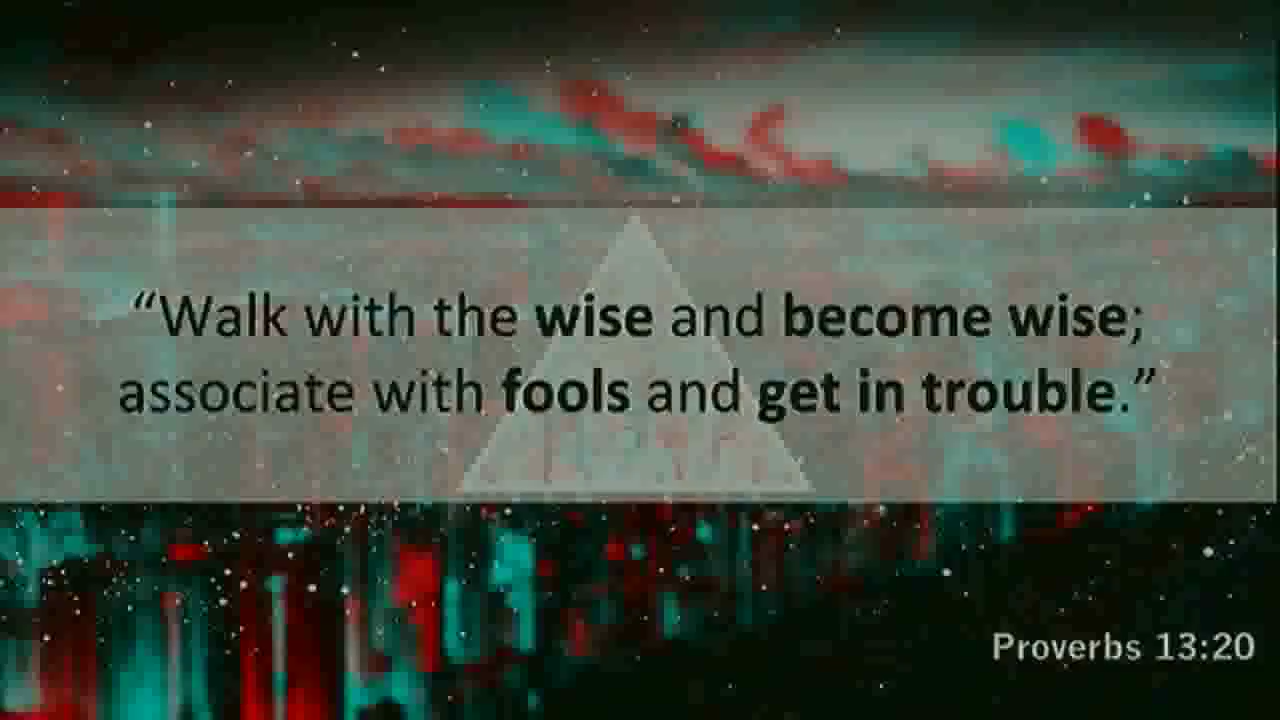 “Walk with the wise and become wise;
associate with fools and get in trouble.”
Proverbs 13:20